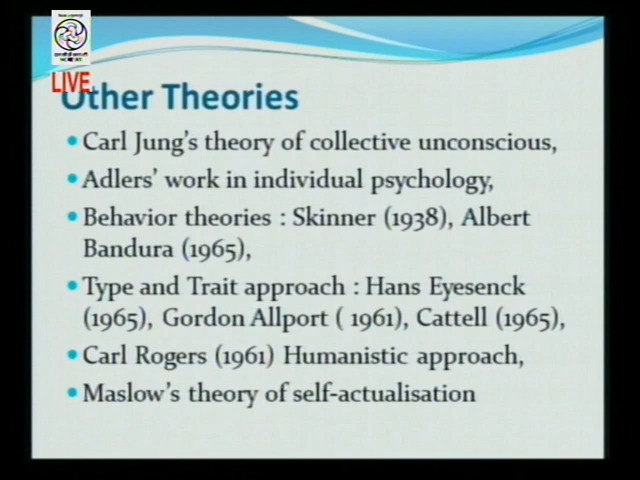 LIVE
Other Theories
Carl Jung's theory of collective unconscious,
Adlers' work in individual psychology,
Behavior theories : Skinner (1938), Albert
Bandura (1965),
Type and Trait approach : Hans Eyesenck
(1965), Gordon Allport ( 1961), Cattell (1965),
Carl Rogers (1961) Humanistic approach,
Maslow's theory of self-actualisation